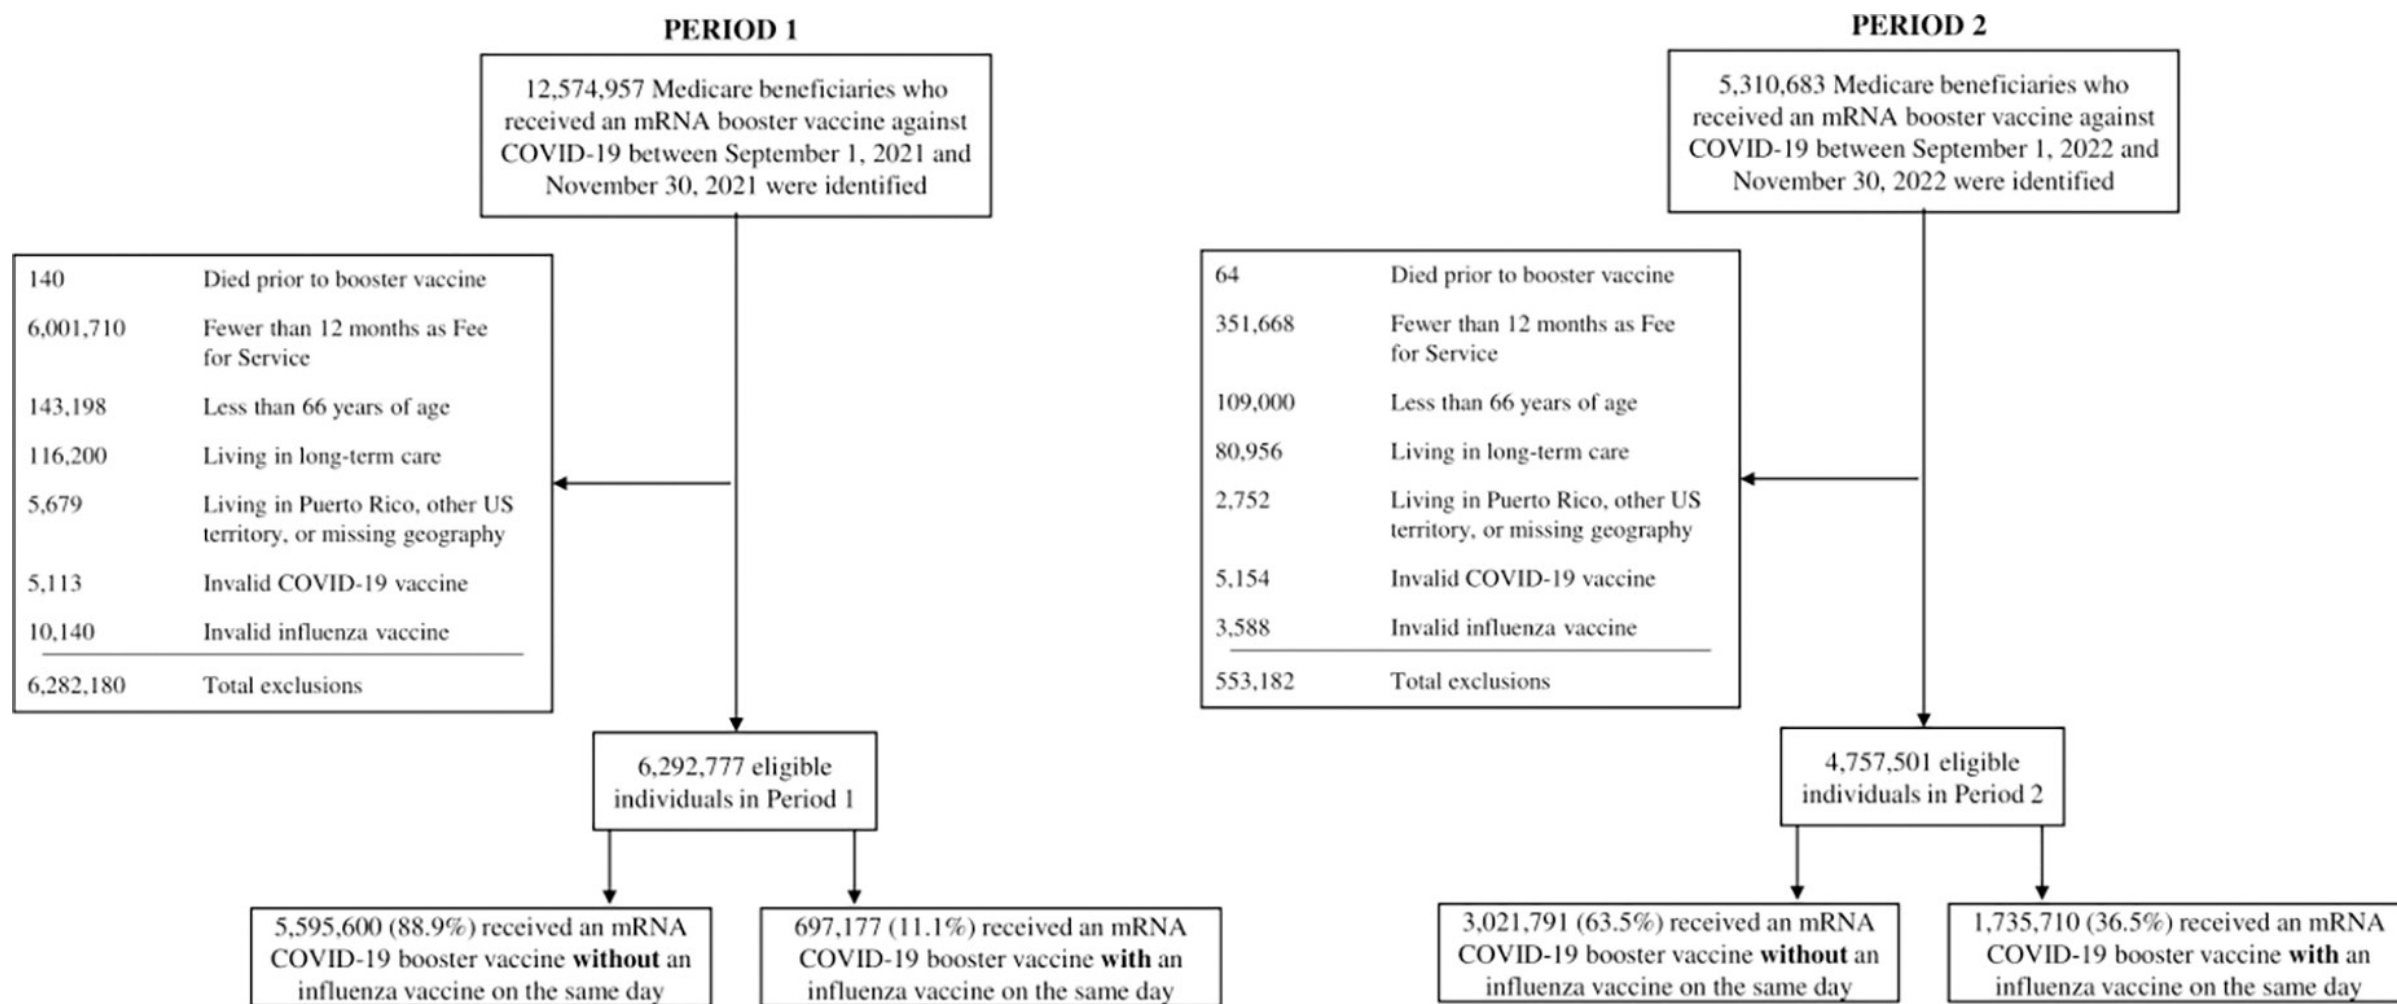 PERIOD 1
12,574,957 Medicare beneficiaries who
received an mRNA booster vaccine against
COVID-19 between September 1, 2021 and
November 30, 2021 were identified
140 Died prior to booster vaccine
6,001,710 Fewer than 12 months as Fee
for Service
143,198 Less than 66 years of age
116,200 Living in long-term care
5,679 Living in Puerto Rico, other US
territory, or missing geography
5,113 Invalid COVID-19 vaccine
10,140 Invalid influenza vaccine
6,282,180 Total exclusions
6,292,777 eligible
individuals in Period 1
5,595,600 (88.9%) received an mRNA
COVID-19 booster vaccine without an
influenza vaccine on the same day
697,177 (11.1%) received an mRNA
COVID-19 booster vaccine with an
influenza vaccine on the same day
PERIOD 2
5,310,683 Medicare beneficiaries who
received an mRNA booster vaccine against
COVID-19 between September 1, 2022 and
November 30, 2022 were identified
64 Died prior to booster vaccine
351,668 Fewer than 12 months as Fee
for Service
109,000 Less than 66 years of age
80,956 Living in long-term care
2,752 Living in Puerto Rico, other US
territory, or missing geography
5,154 Invalid COVID-19 vaccine
3,588 Invalid influenza vaccine
553,182 Total exclusions
4,757,501 eligible
individuals in Period 2
3,021,791 (63.5%) received an mRNA
COVID-19 booster vaccine without an
influenza vaccine on the same day
1,735,710 (36.5%) received an mRNA
COVID-19 booster vaccine with an
influenza vaccine on the same day